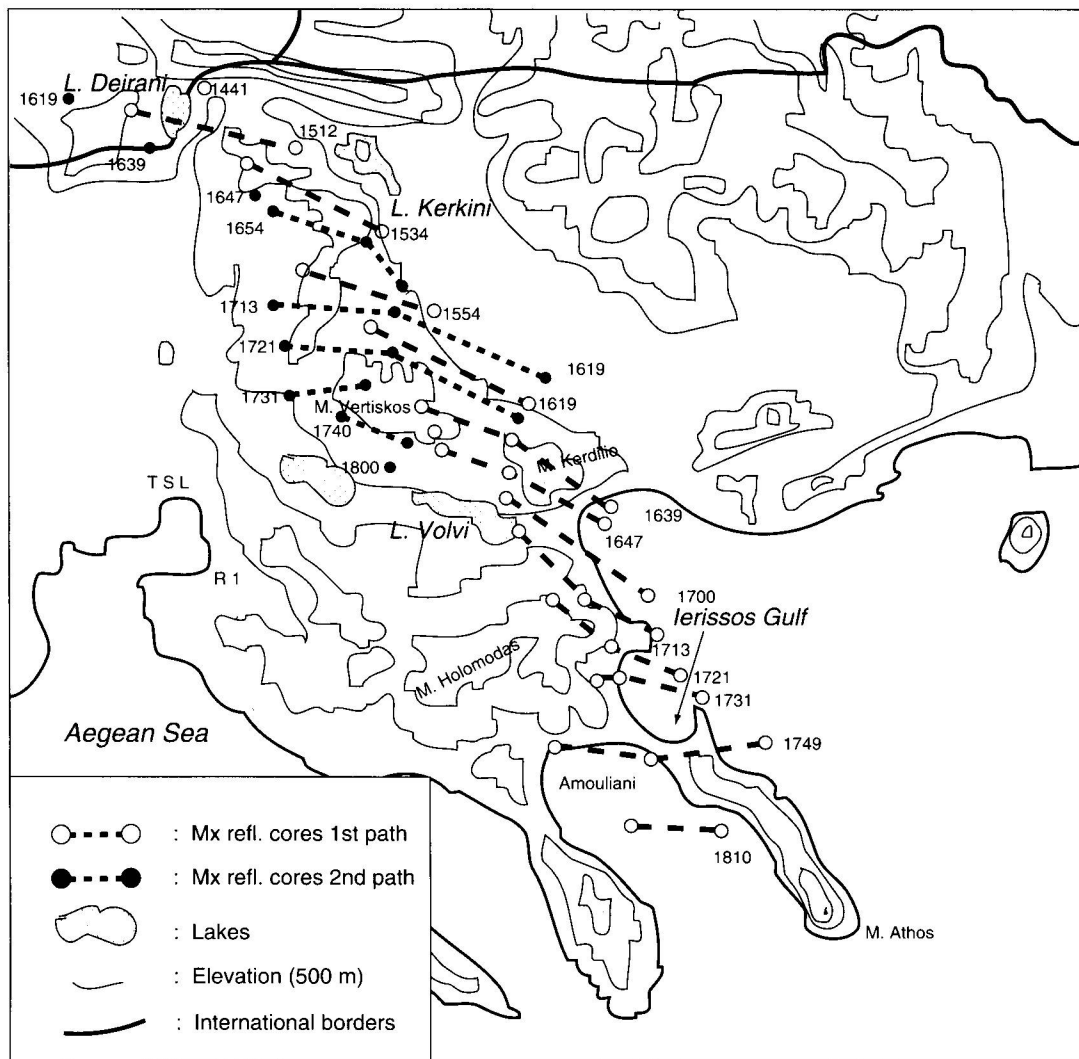 L. Deirani
1619
1441
1512
1639
L. Kerkini
1647
1654
1534
1713
1554
1721
1619
1731
M. Vertiskos
1619
1740
M. Kerdilio
1800
T S L
1639
1647
L. Volvi
R 1
1700
Ierissos Gulf
1713
M. Holomodas
1721
1731
Aegean Sea
1749
Amouliani
1810
M. Athos
: Mx refl. cores 1st path
: Mx refl. cores 2nd path
: Lakes
: Elevation (500 m)
: International borders